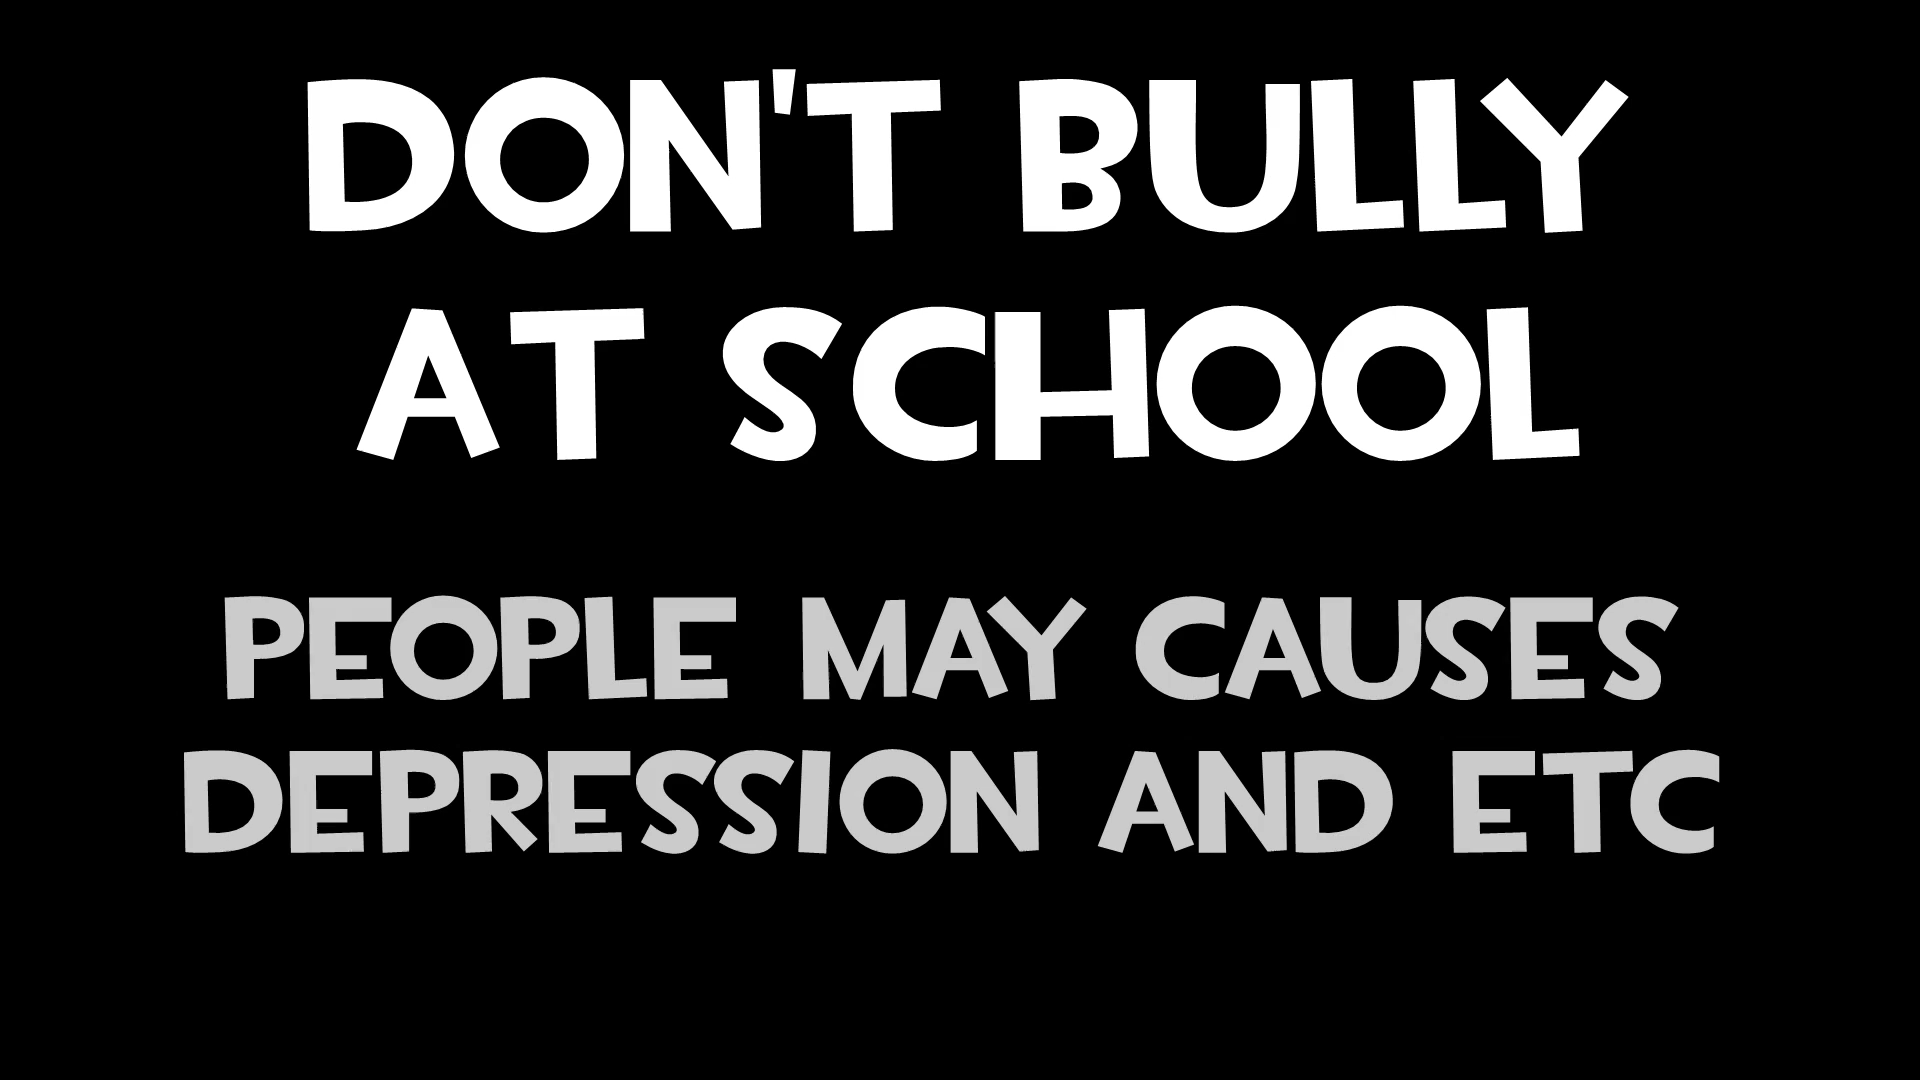 DON'T BULLY
AT SCHOOL
PEOPLE MAY CAUSES
DEPRESSION AND ETC